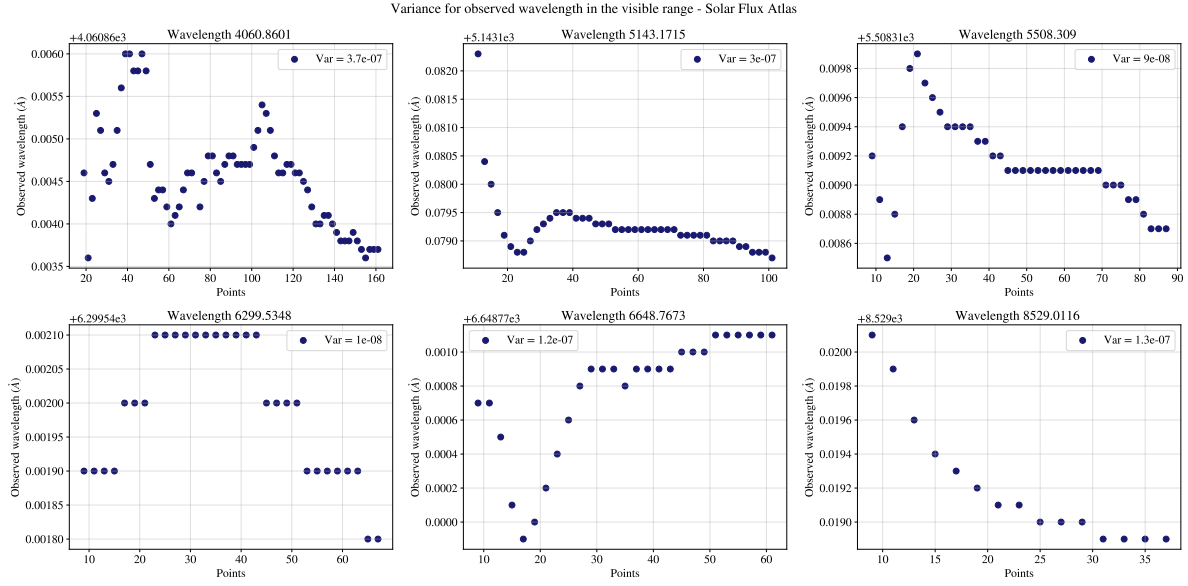 Variance for observed wavelength in the visible range - Solar Flux Atlas
+4.06086e3 Wavelength 4060.8601
Var = 3.7e-07
0.0060
0.0055
0.0050
0.0045
0.0040
0.0035
Observed wavelength (Å)
20 40 60 80 100 120 140 160
Points
+5.1431e3 Wavelength 5143.1715
Var = 3e-07
0.0820
0.0815
0.0810
0.0805
0.0800
0.0795
0.0790
Observed wavelength (Å)
20 40 60 80 100
Points
+5.50831e3 Wavelength 5508.309
Var = 9e-08
0.0098
0.0096
0.0094
0.0092
0.0090
0.0088
0.0086
Observed wavelength (Å)
10 20 30 40 50 60 70 80 90
Points
+6.29954e3 Wavelength 6299.5348
Var = 1e-08
0.00210
0.00205
0.00200
0.00195
0.00190
0.00185
0.00180
Observed wavelength (Å)
10 20 30 40 50 60
Points
+6.64877e3 Wavelength 6648.7673
Var = 1.2e-07
0.0010
0.0008
0.0006
0.0004
0.0002
0.0000
Observed wavelength (Å)
10 20 30 40 50 60
Points
+8.529e3 Wavelength 8529.0116
Var = 1.3e-07
0.0200
0.0198
0.0196
0.0194
0.0192
0.0190
Observed wavelength (Å)
10 15 20 25 30 35
Points